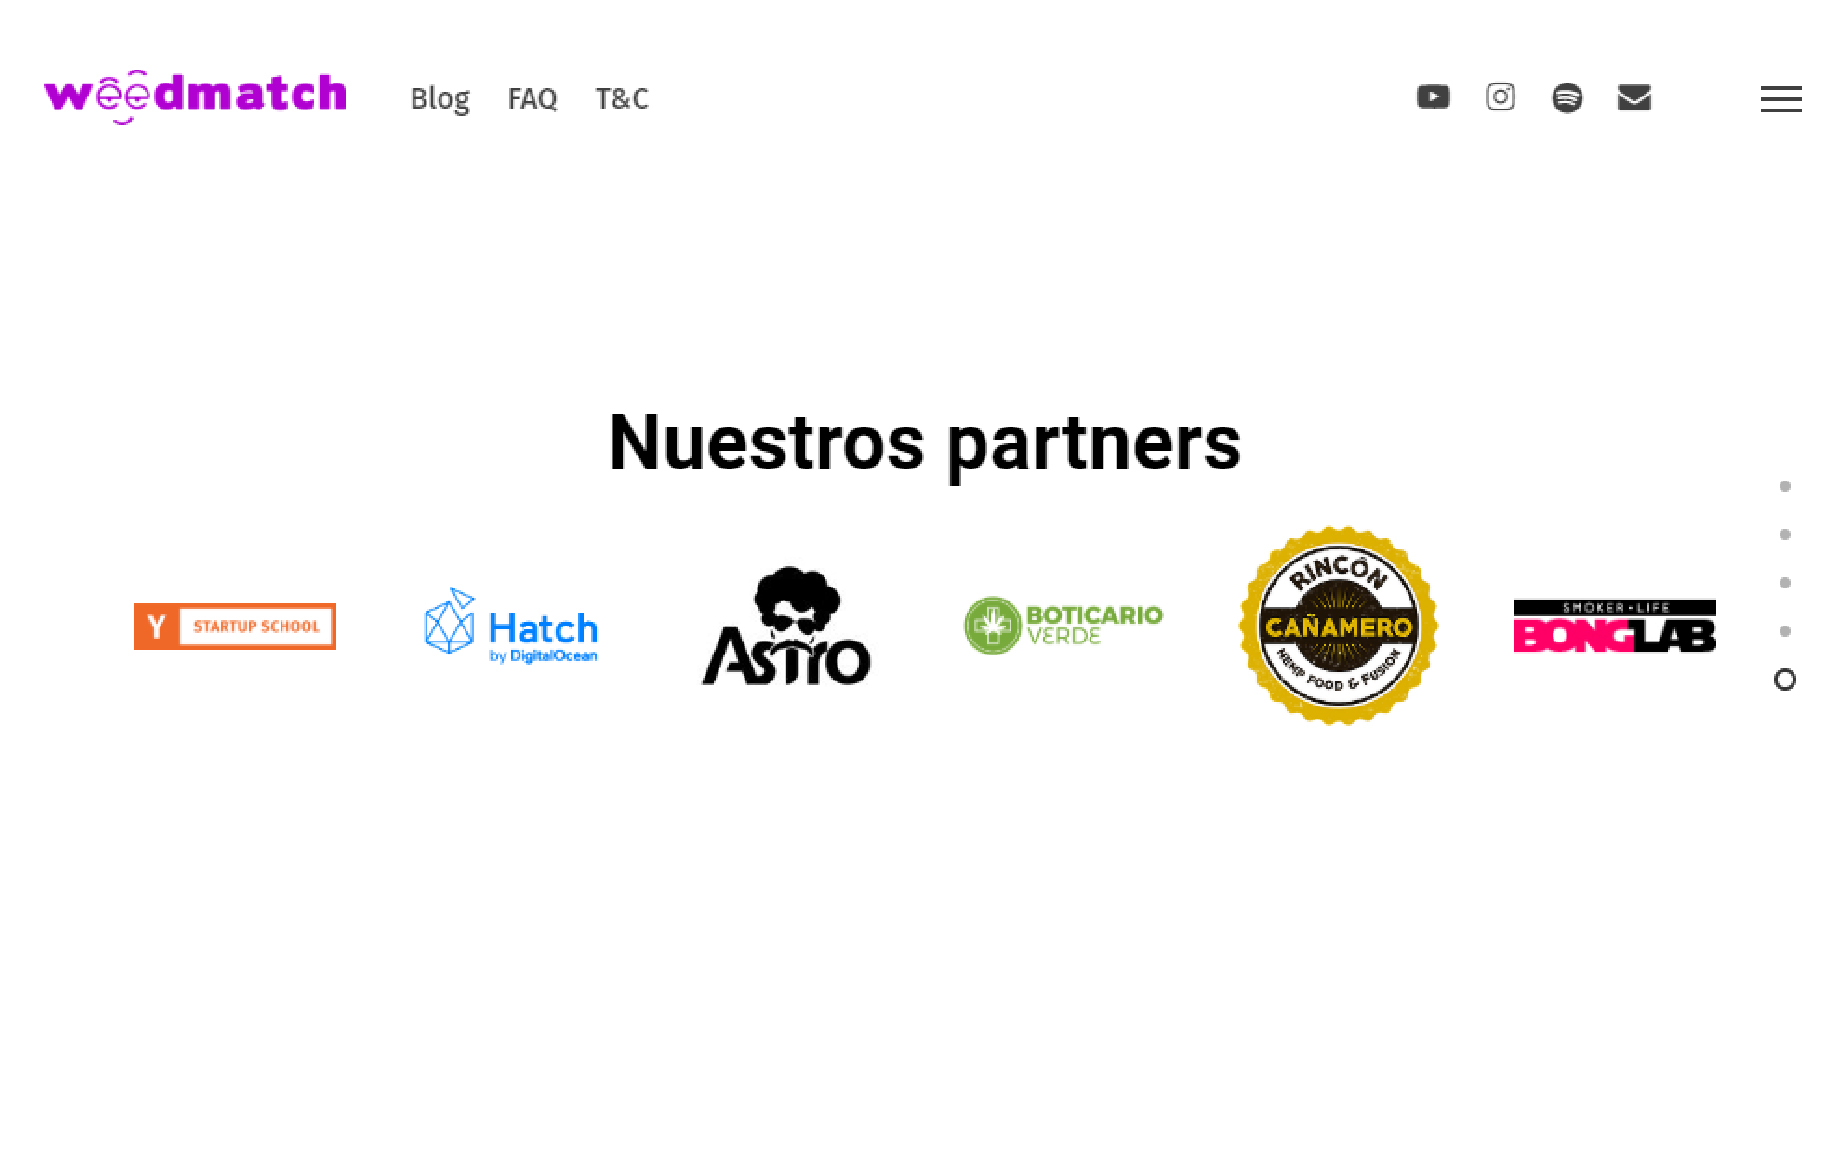 weedmatch
Blog FAQ T&C
Nuestros partners
Y STARTUP SCHOOL
Hatch
by DigitalOcean
Astro
BOTICARIO
VERDE
RINCÓN
CAÑAMERO
HEMP FOOD & FUSION
SMOKER-LIFE
BONGLAB